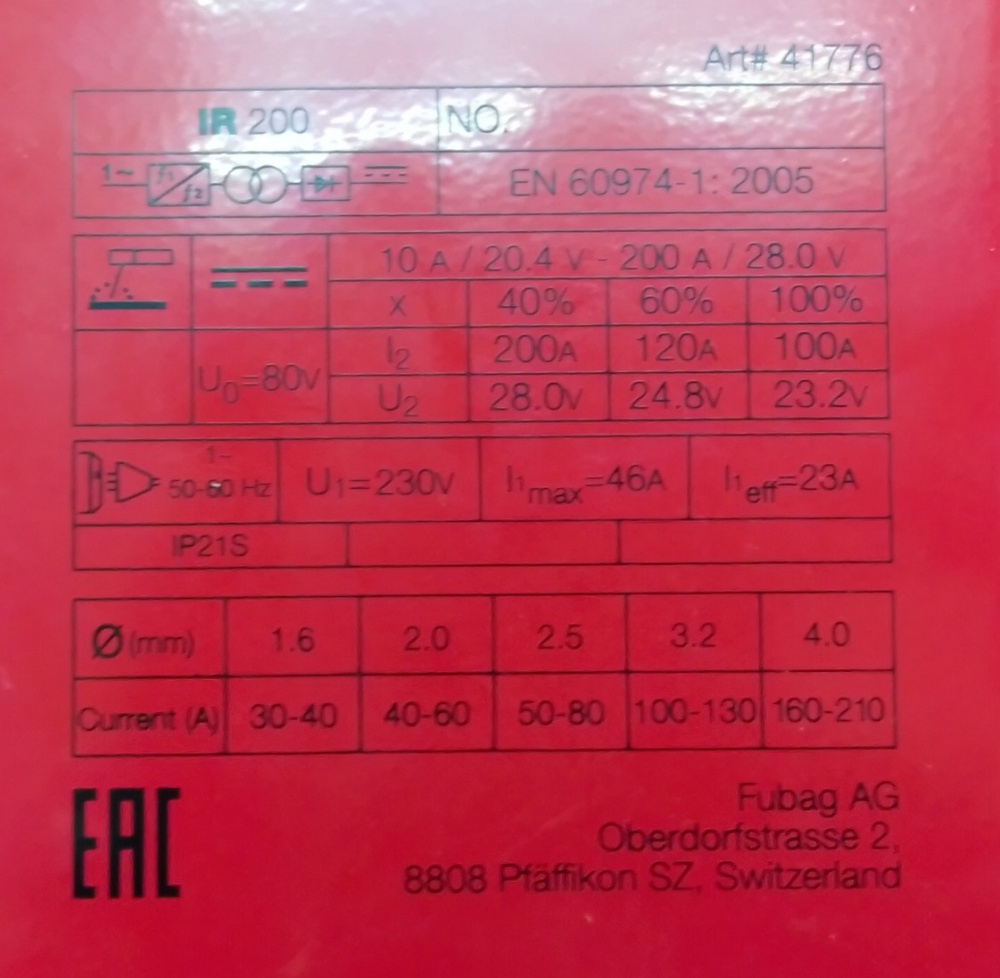 Art# 41776
IR 200 NO.
1~ f1 f2 EN 60974-1: 2005
10 A / 20.4 V - 200 A / 28.0 V
X 40% 60% 100%
U0=80V I2 200A 120A 100A
U2 28.0V 24.8V 23.2V
1~
50-60 Hz U1=230V I1max=46A I1eff=23A
IP21S
Ø(mm) 1.6 2.0 2.5 3.2 4.0
Current (A) 30-40 40-60 50-80 100-130 160-210
EAC
Fubag AG
Oberdorfstrasse 2,
8808 Pfäffikon SZ, Switzerland